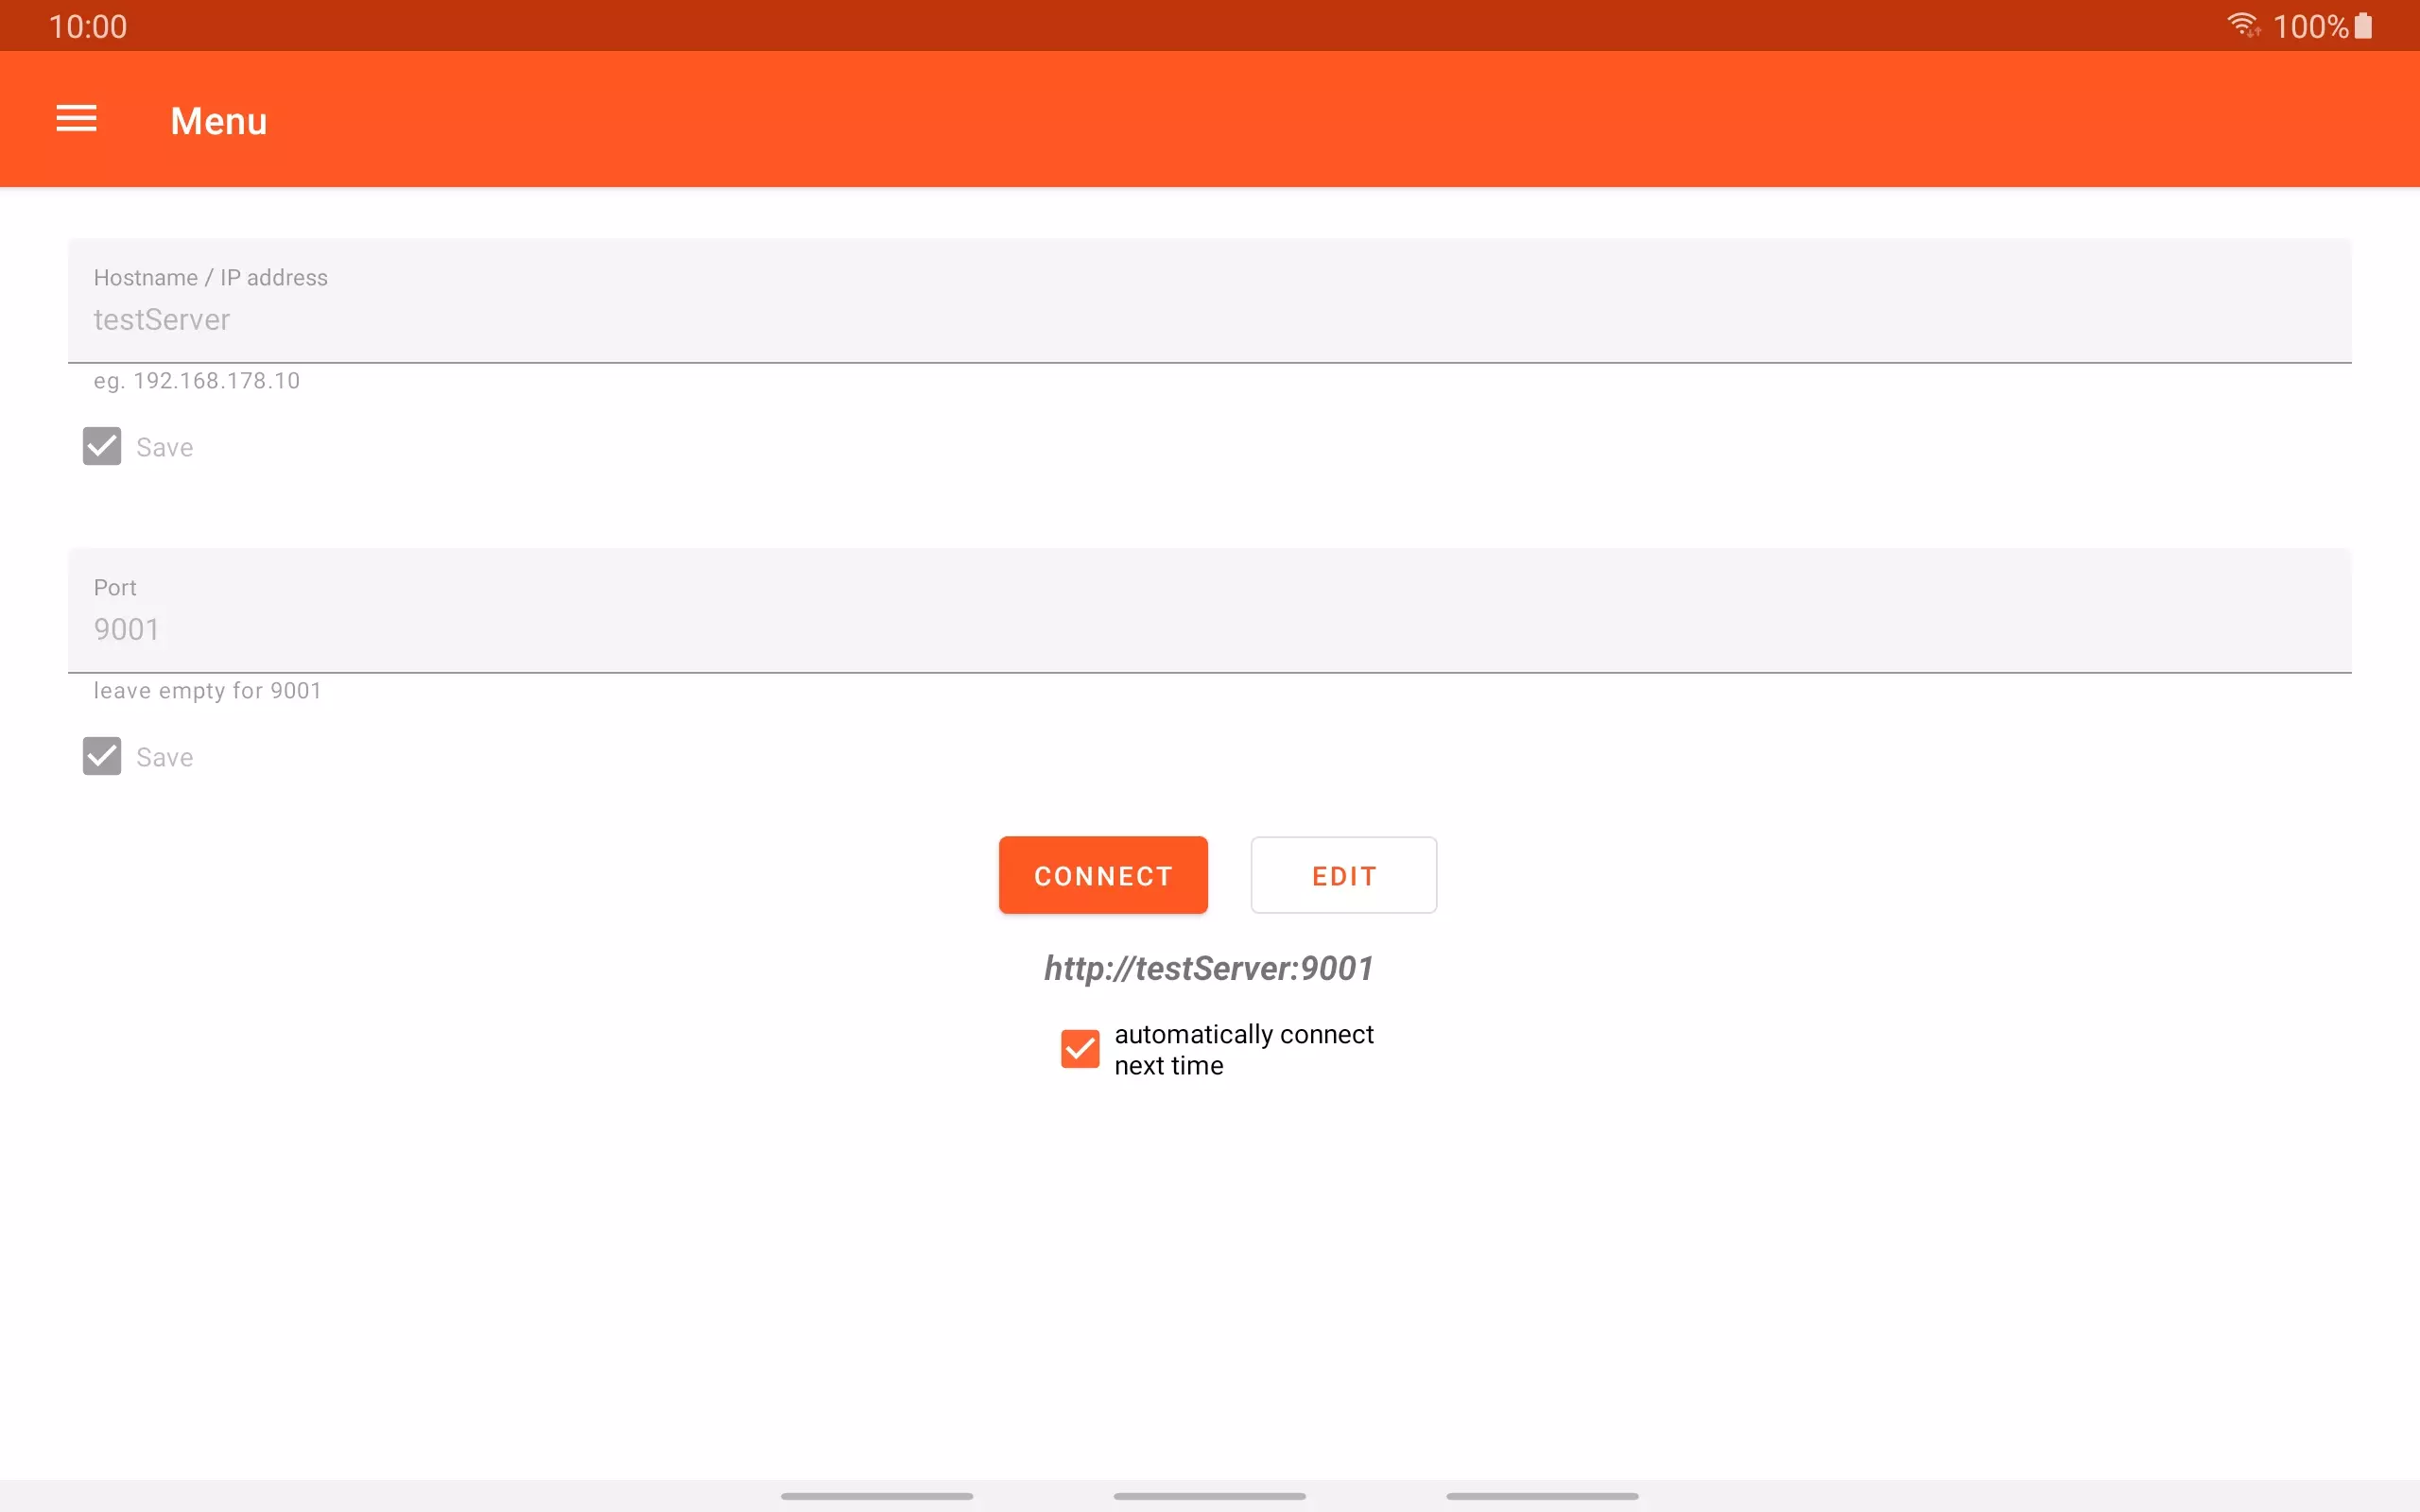 10:00
100%
Menu
Hostname / IP address
testServer
eg. 192.168.178.10
Save
Port
9001
leave empty for 9001
Save
CONNECT
EDIT
http://testServer:9001
automatically connect
next time